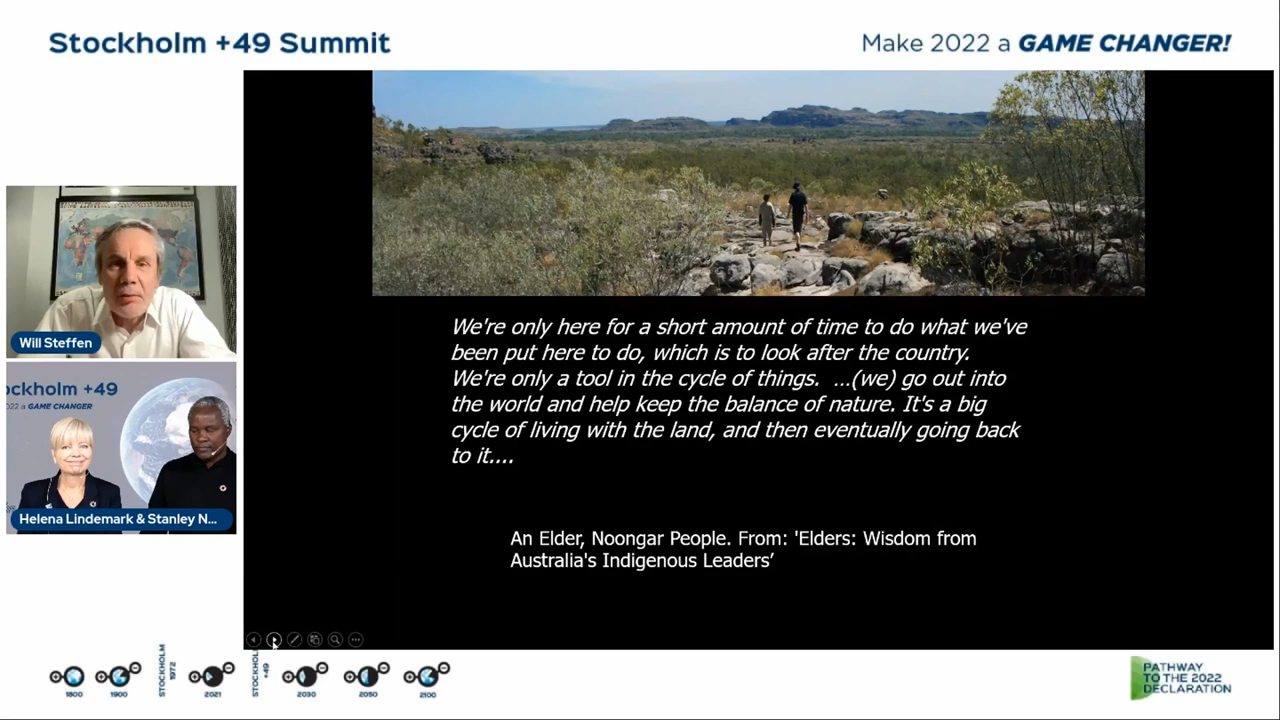 Stockholm +49 Summit
Make 2022 a GAME CHANGER!
We're only here for a short amount of time to do what we've
been put here to do, which is to look after the country.
We're only a tool in the cycle of things.  …(we) go out into
the world and help keep the balance of nature. It's a big
cycle of living with the land, and then eventually going back
to it....
An Elder, Noongar People. From: 'Elders: Wisdom from
Australia's Indigenous Leaders’
Will Steffen
ockholm +49
022 a GAME CHANGER
Helena Lindemark & Stanley N...
1800
1900
STOCKHOLM
1972
2021
STOCKHOLM
+49
2030
2050
2100
PATHWAY
TO THE 2022
DECLARATION